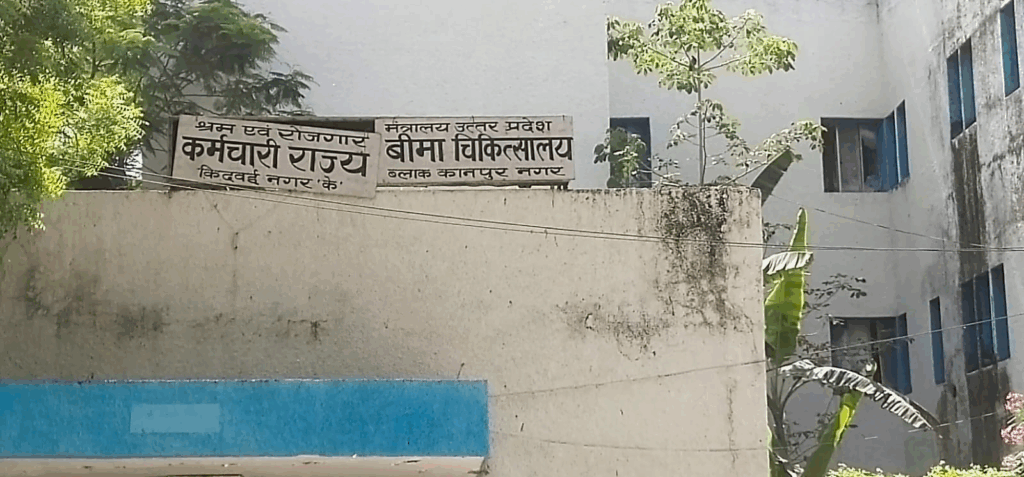 श्रम एवं रोजगार मंत्रालय उत्तर प्रदेश
कर्मचारी राज्य बीमा चिकित्सालय
किदवई नगर 'के' ब्लाक कानपुर नगर